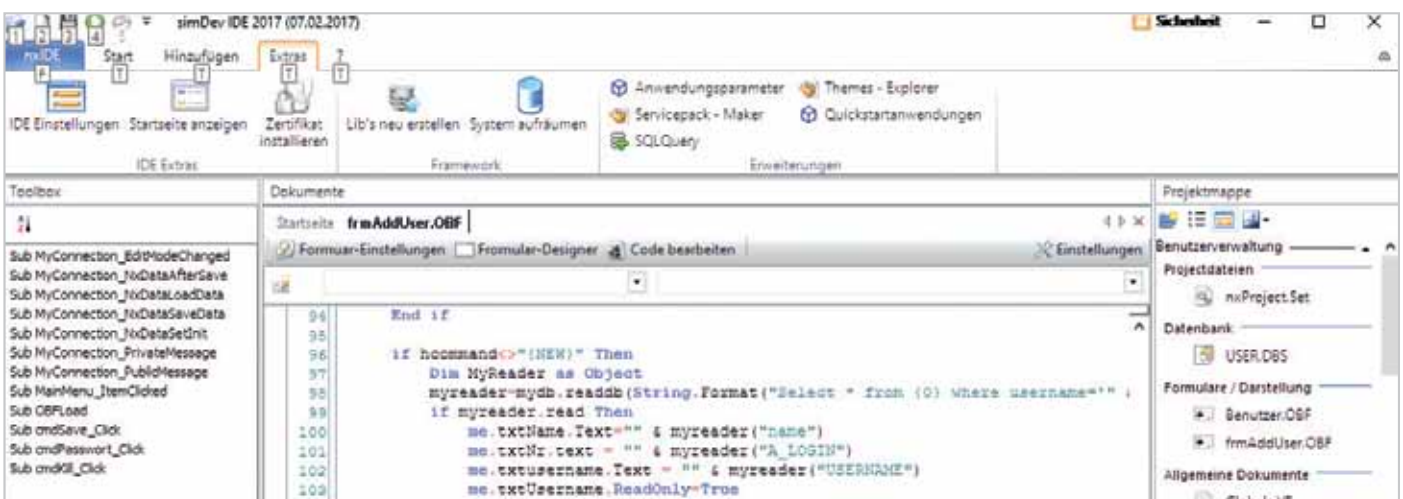 simDev IDE 2017 (07.02.2017)
Sicherheit
1 2 3 4
nxIDE Start Hinzufügen Extras ?
F T T T T
IDE Einstellungen Startseite anzeigen Zertifikat installieren Lib's neu erstellen System aufräumen
Anwendungsparameter Themes - Explorer
Servicepack - Maker Quickstartanwendungen
SQLQuery
IDE Extras Framework Erweiterungen
Toolbox
Sub MyConnection_EditModeChanged
Sub MyConnection_NxDataAfterSave
Sub MyConnection_NxDataLoadData
Sub MyConnection_NxDataSaveData
Sub MyConnection_NxDataSetInit
Sub MyConnection_PrivateMessage
Sub MyConnection_PublicMessage
Sub MainMenu_ItemClicked
Sub OBFLoad
Sub cmdSave_Click
Sub cmdPasswort_Click
Sub cmdKill_Click
Dokumente
Startseite frmAddUser.OBF
Formuar-Einstellungen Fromular-Designer Code bearbeiten Einstellungen
94 End if
95
96 if hcommand<>"{NEW}" Then
97 Dim MyReader as Object
98 myreader=mydb.readdb(String.Format("Select * from {0} where username='" &
99 if myreader.read Then
100 me.txtName.Text="" & myreader("name")
101 me.txtNr.text = "" & myreader("A_LOGIN")
102 me.txtusername.Text = "" & myreader("USERNAME")
103 me.txtUsername.ReadOnly=True
Projektmappe
Benutzerverwaltung
Projectdateien
nxProject.Set
Datenbank
USER.DBS
Formulare / Darstellung
Benutzer.OBF
frmAddUser.OBF
Allgemeine Dokumente